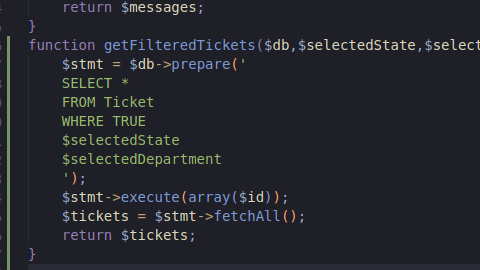 return $messages;
}
function getFilteredTickets($db,$selectedState,$select
$stmt = $db->prepare('
SELECT *
FROM Ticket
WHERE TRUE
$selectedState
$selectedDepartment
');
$stmt->execute(array($id));
$tickets = $stmt->fetchAll();
return $tickets;
}